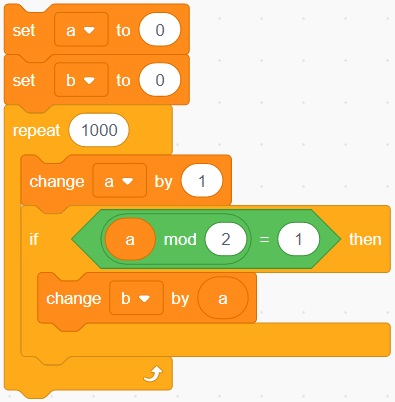 set a to 0
set b to 0
repeat 1000
change a by 1
if a mod 2 = 1 then
change b by a